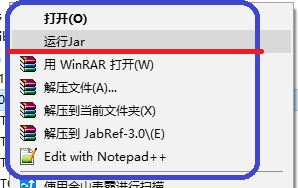 打开(O)
运行Jar
用 WinRAR 打开(W)
解压文件(A)...
解压到当前文件夹(X)
解压到 JabRef-3.0\(E)
Edit with Notepad++
使用金山毒霸进行扫描